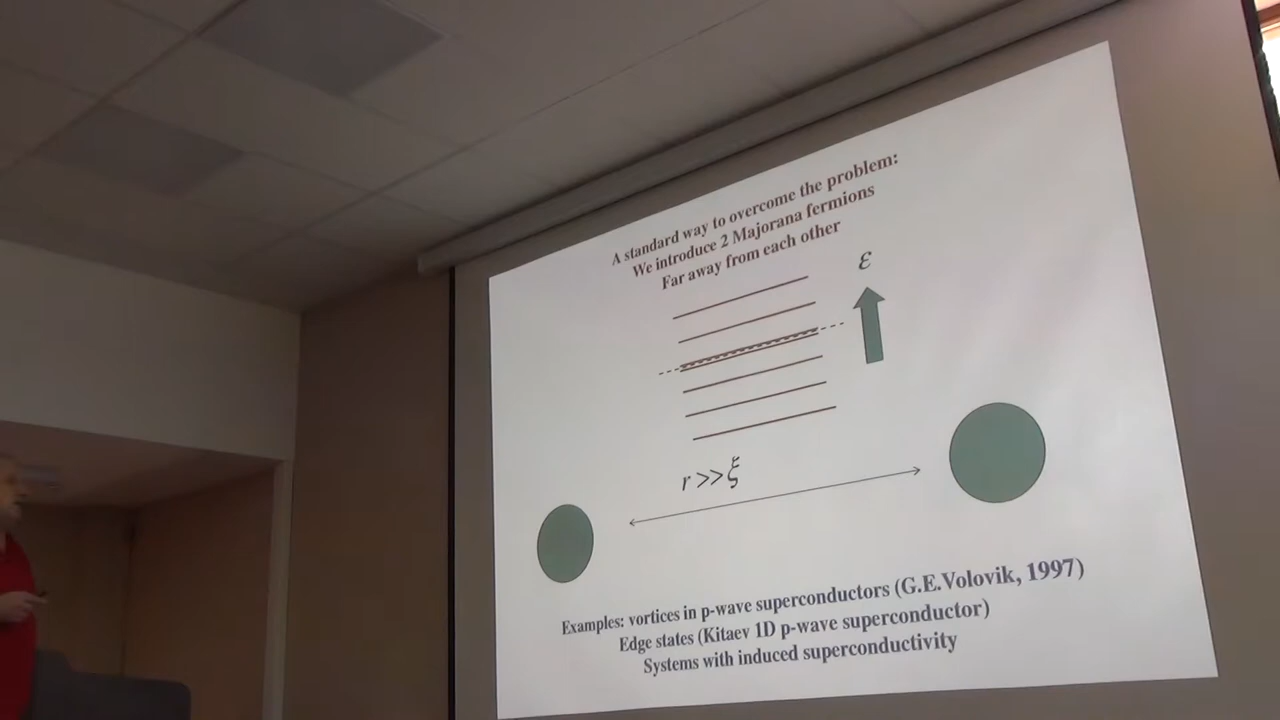 A standard way to overcome the problem:
We introduce 2 Majorana fermions
Far away from each other
ε
r >> ξ
Examples: vortices in p-wave superconductors (G.E.Volovik, 1997)
Edge states (Kitaev 1D p-wave superconductor)
Systems with induced superconductivity